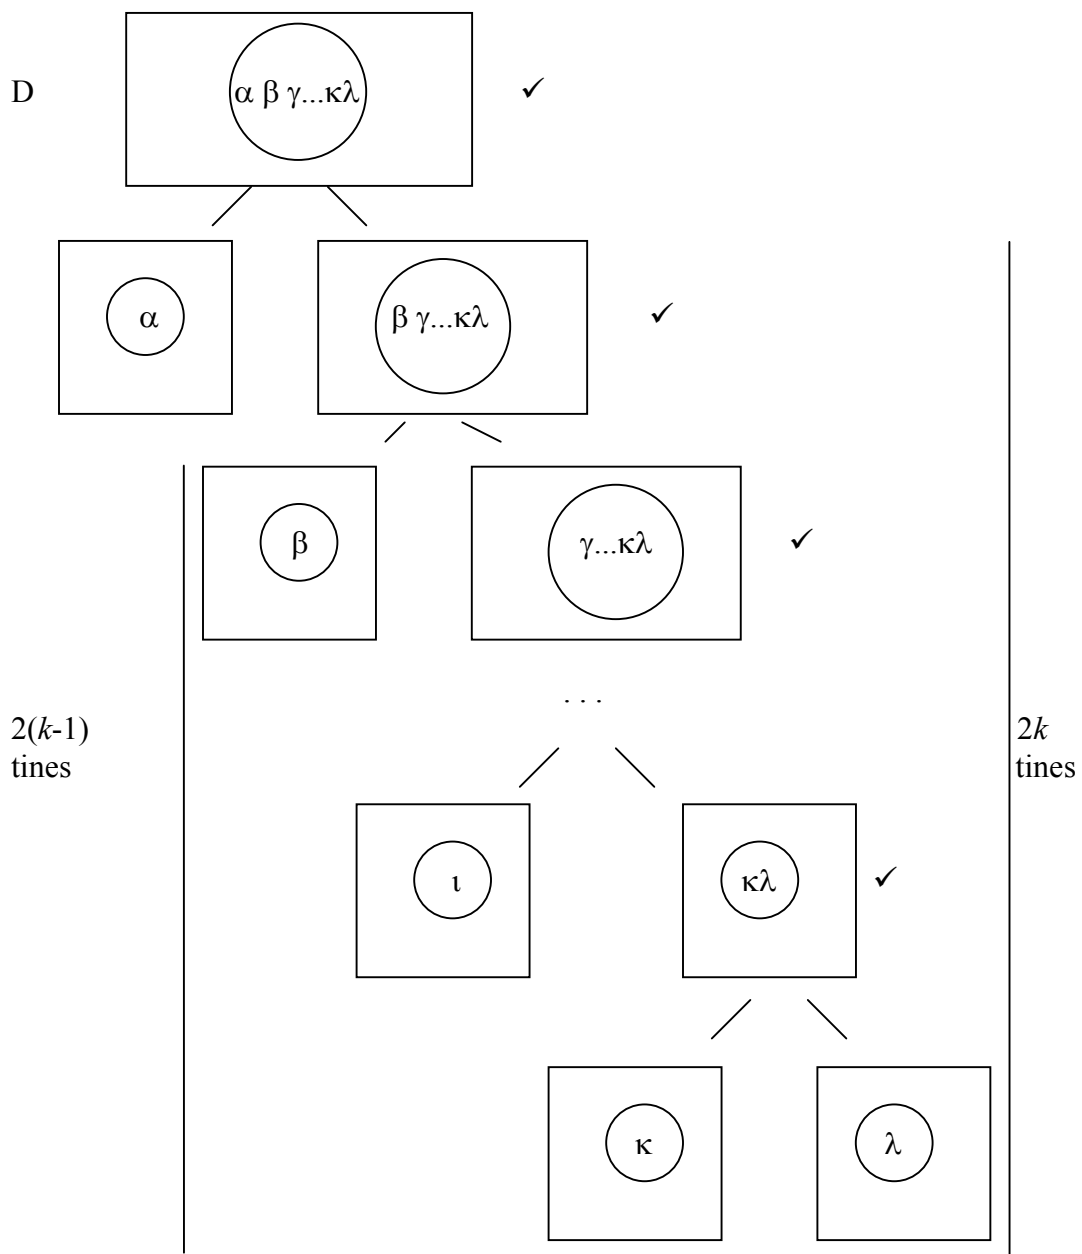 D
α β γ...κλ ✓
α
β γ...κλ ✓
β
γ...κλ ✓
. . .
2(k-1)
tines
2k
tines
ι
κλ ✓
κ
λ